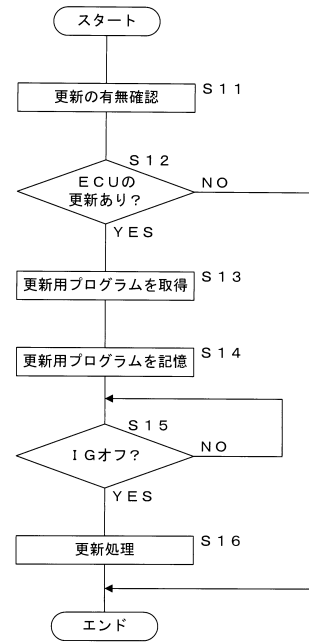 スタート
更新の有無確認
S11
S12
ECUの
更新あり?
NO
YES
更新用プログラムを取得
S13
更新用プログラムを記憶
S14
S15
IGオフ?
NO
YES
更新処理
S16
エンド